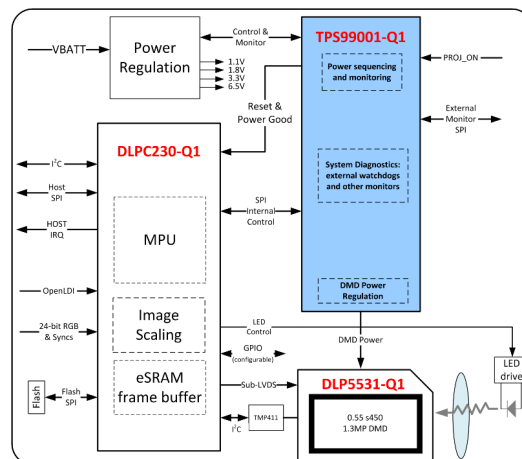 VBATT
Power
Regulation
Control &
Monitor
1.1V
1.8V
3.3V
6.5V
TPS99001-Q1
Power sequencing
and monitoring
PROJ_ON
Reset &
Power Good
External
Monitor
SPI
DLPC230-Q1
System Diagnostics:
external watchdogs
and other monitors
I²C
Host
SPI
HOST
IRQ
SPI
Internal
Control
MPU
DMD Power
Regulation
OpenLDI
24-bit RGB
& Syncs
Image
Scaling
LED
Control
DMD Power
GPIO
(configurable)
LED
drive
eSRAM
frame buffer
Sub-LVDS
DLP5531-Q1
Flash
Flash
SPI
I²C
TMP411
0.55 s450
1.3MP DMD